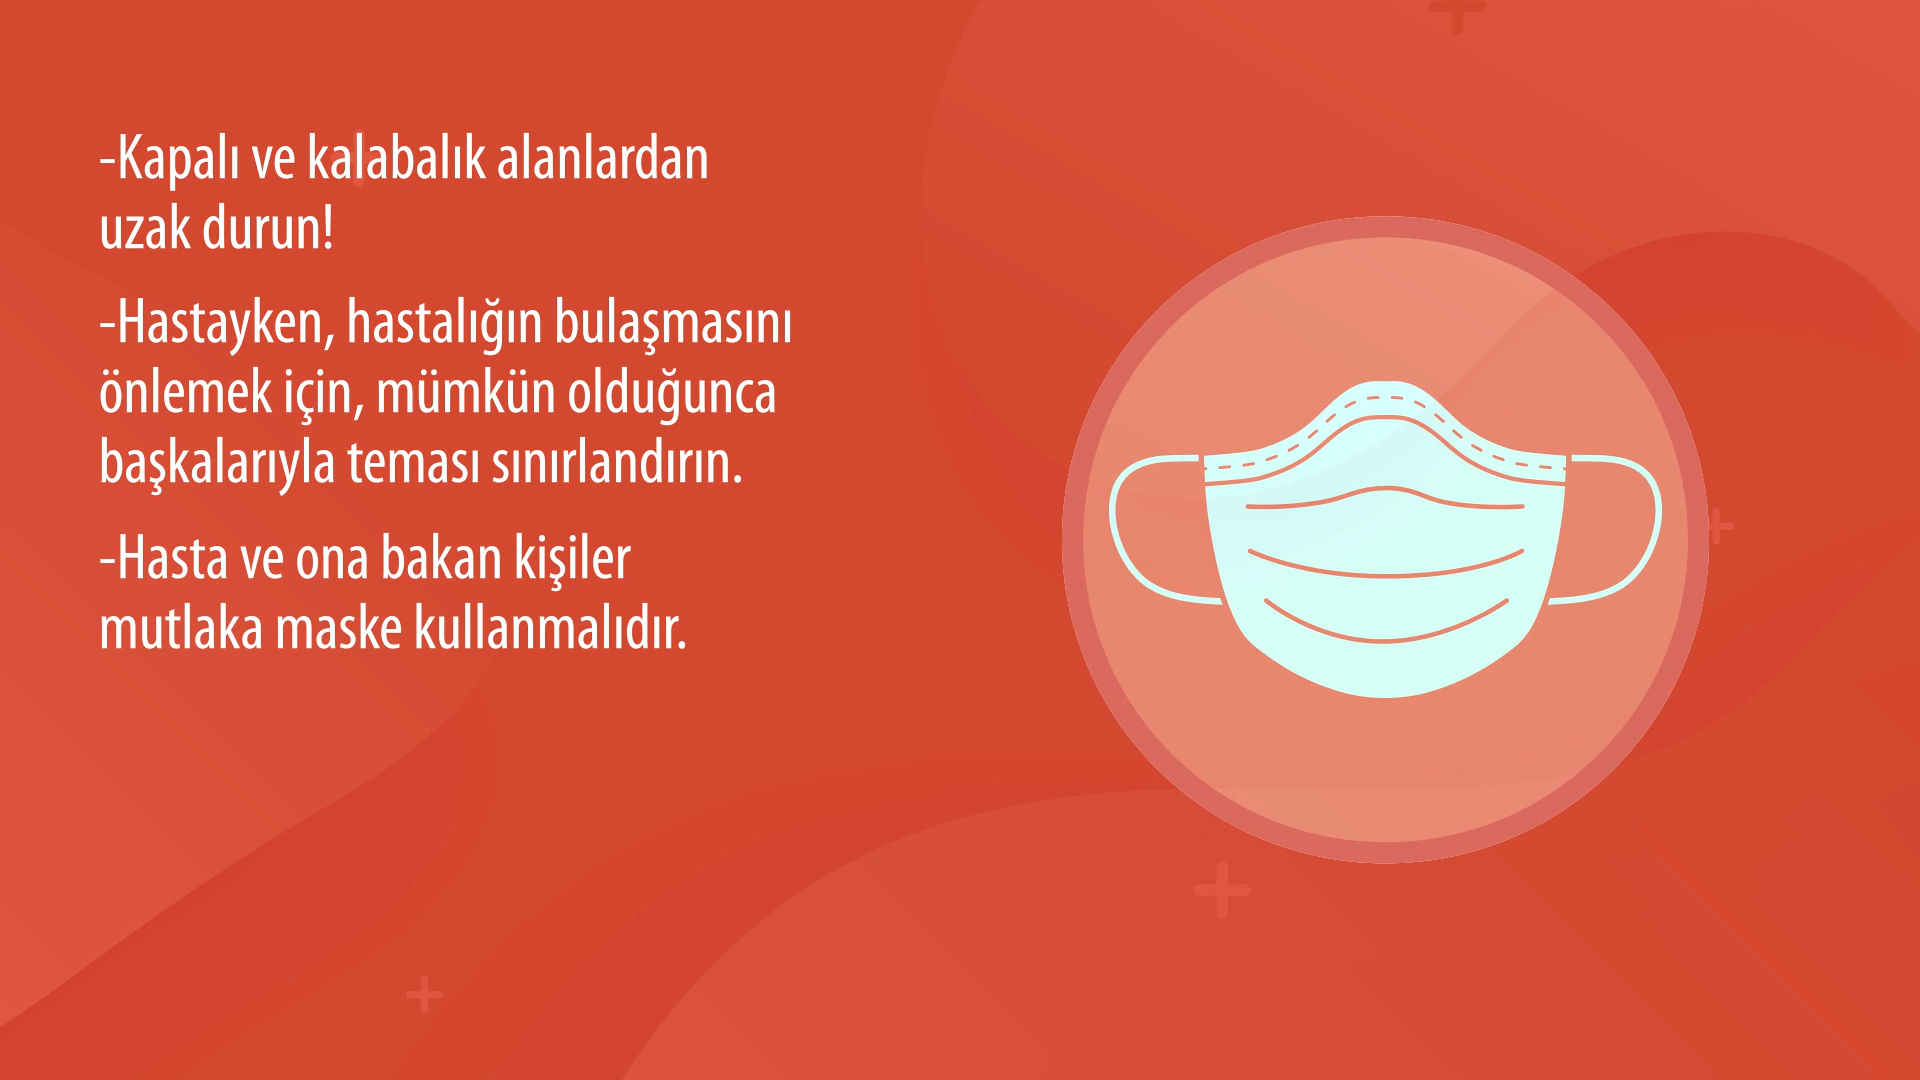 -Kapalı ve kalabalık alanlardan
uzak durun!
-Hastayken, hastalığın bulaşmasını
önlemek için, mümkün olduğunca
başkalarıyla teması sınırlandırın.
-Hasta ve ona bakan kişiler
mutlaka maske kullanmalıdır.